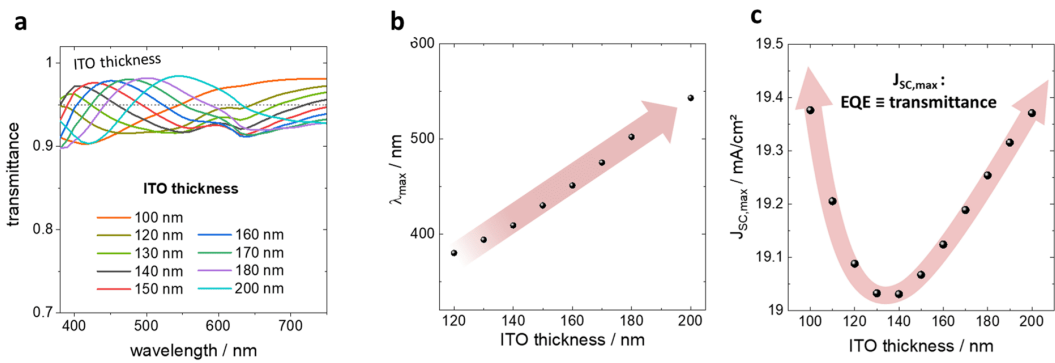 a
ITO thickness
1
0.9
0.8
0.7
transmittance
ITO thickness
100 nm
120 nm
130 nm
140 nm
150 nm
160 nm
170 nm
180 nm
200 nm
400 500 600 700
wavelength / nm
b
600
500
400
λmax / nm
120 140 160 180 200
ITO thickness / nm
c
19.5
19.4
19.3
19.2
19.1
19
JSC,max / mA/cm²
JSC,max :
EQE ≡ transmittance
100 120 140 160 180 200
ITO thickness / nm